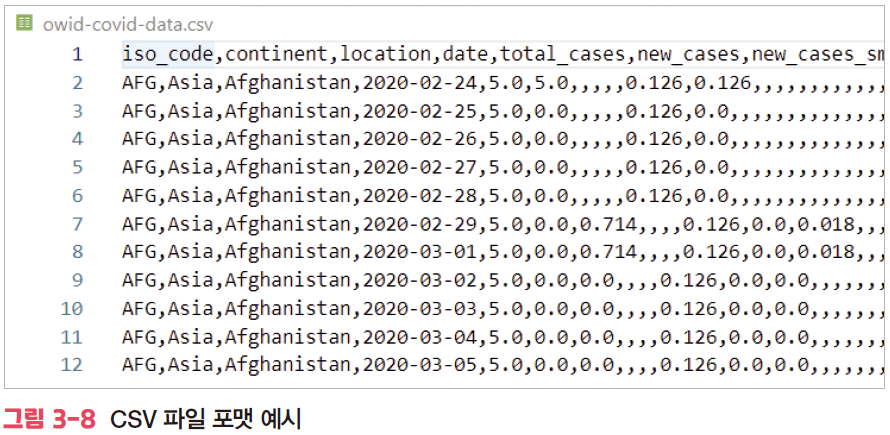 owid-covid-data.csv
1 iso_code,continent,location,date,total_cases,new_cases,new_cases_sm
2 AFG,Asia,Afghanistan,2020-02-24,5.0,5.0,,,,,0.126,0.126,,,,,,,,,,,,
3 AFG,Asia,Afghanistan,2020-02-25,5.0,0.0,,,,,0.126,0.0,,,,,,,,,,,,,,
4 AFG,Asia,Afghanistan,2020-02-26,5.0,0.0,,,,,0.126,0.0,,,,,,,,,,,,,,
5 AFG,Asia,Afghanistan,2020-02-27,5.0,0.0,,,,,0.126,0.0,,,,,,,,,,,,,,
6 AFG,Asia,Afghanistan,2020-02-28,5.0,0.0,,,,,0.126,0.0,,,,,,,,,,,,,,
7 AFG,Asia,Afghanistan,2020-02-29,5.0,0.0,0.714,,,,0.126,0.0,0.018,,,
8 AFG,Asia,Afghanistan,2020-03-01,5.0,0.0,0.714,,,,0.126,0.0,0.018,,,
9 AFG,Asia,Afghanistan,2020-03-02,5.0,0.0,0.0,,,,0.126,0.0,0.0,,,,,,,
10 AFG,Asia,Afghanistan,2020-03-03,5.0,0.0,0.0,,,,0.126,0.0,0.0,,,,,,,
11 AFG,Asia,Afghanistan,2020-03-04,5.0,0.0,0.0,,,,0.126,0.0,0.0,,,,,,,
12 AFG,Asia,Afghanistan,2020-03-05,5.0,0.0,0.0,,,,0.126,0.0,0.0,,,,,,,
그림 3-8 CSV 파일 포맷 예시